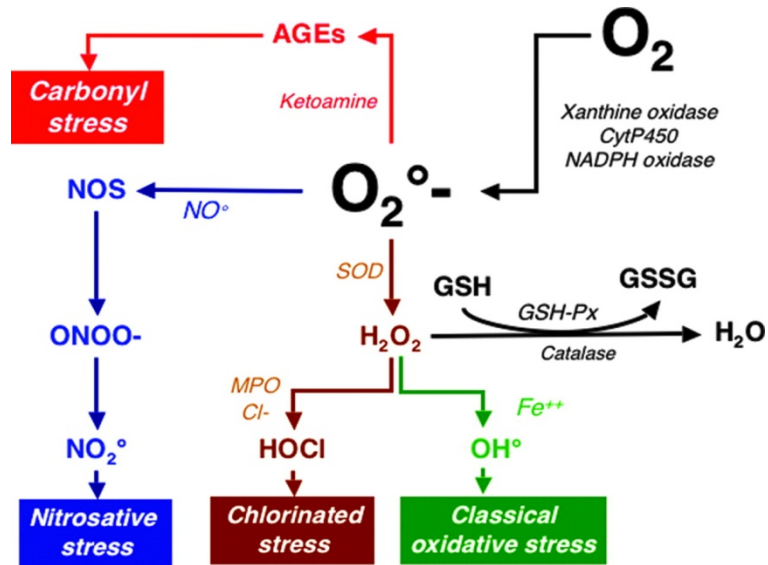 AGEs
O₂
Carbonyl
stress
Ketoamine
Xanthine oxidase
CytP450
NADPH oxidase
NOS
NO°
O₂°-
SOD
GSH
GSSG
GSH-Px
ONOO-
H₂O₂
H₂O
Catalase
MPO
Cl-
Fe⁺⁺
NO₂°
HOCl
OH°
Nitrosative
stress
Chlorinated
stress
Classical
oxidative stress